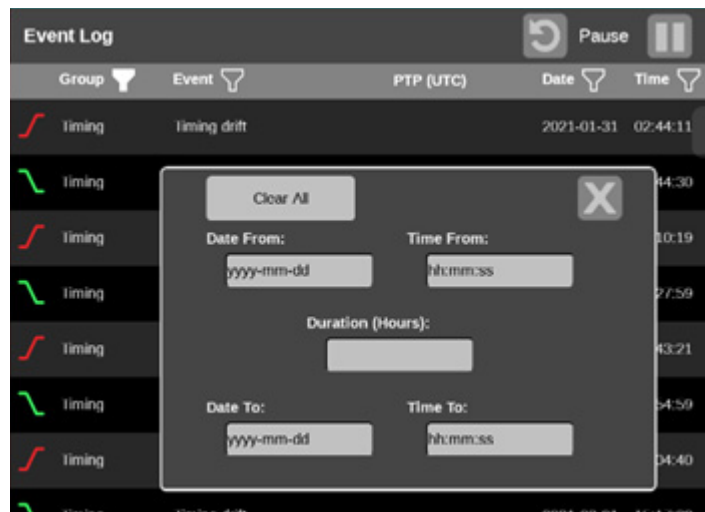 Event Log Pause
Group Event PTP (UTC) Date Time
Timing Timing drift 2021-01-31 02:44:11
Timing 44:30
Clear All X
Timing 10:19
Date From: Time From:
yyyy-mm-dd hh:mm:ss
Timing 27:59
Duration (Hours):
Timing 43:21
Timing 54:59
Date To: Time To:
yyyy-mm-dd hh:mm:ss
Timing 04:40